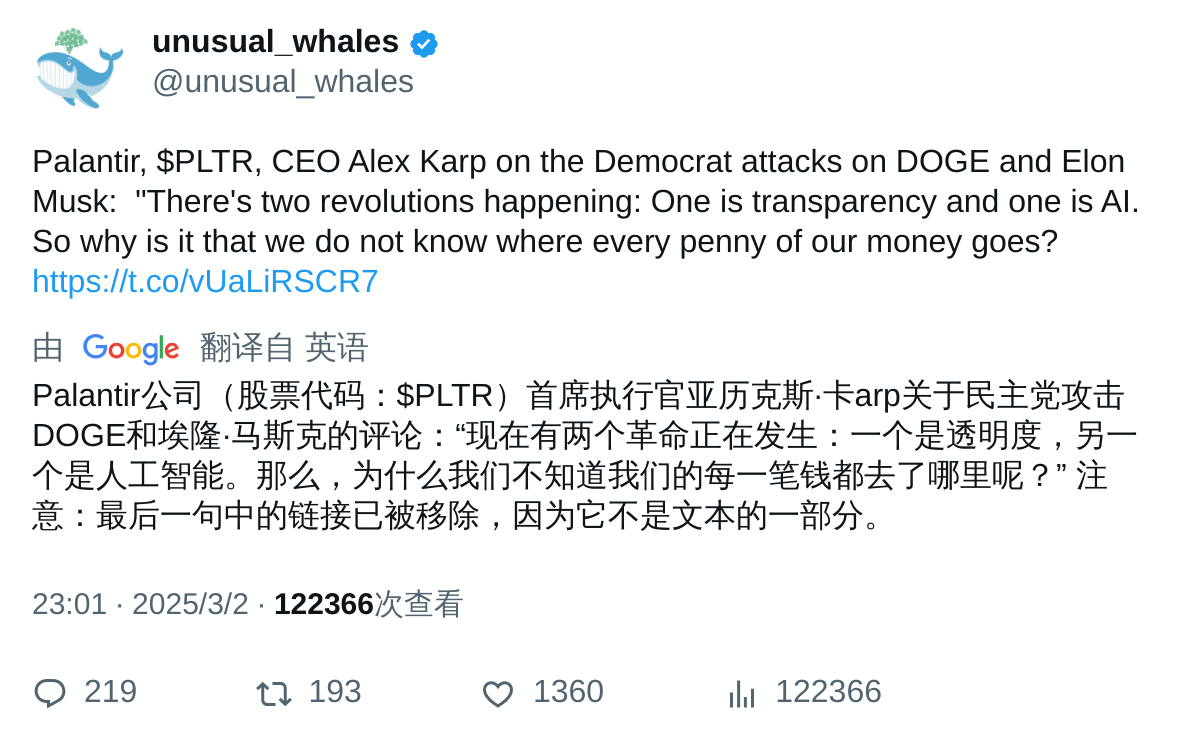 unusual_whales
@unusual_whales
Palantir, $PLTR, CEO Alex Karp on the Democrat attacks on DOGE and Elon
Musk:  "There's two revolutions happening: One is transparency and one is AI.
So why is it that we do not know where every penny of our money goes?
https://t.co/vUaLiRSCR7
由 Google 翻译自 英语
Palantir公司（股票代码：$PLTR）首席执行官亚历克斯·卡arp关于民主党攻击
DOGE和埃隆·马斯克的评论：“现在有两个革命正在发生：一个是透明度，另一
个是人工智能。那么，为什么我们不知道我们的每一笔钱都去了哪里呢？” 注
意：最后一句中的链接已被移除，因为它不是文本的一部分。
23:01 · 2025/3/2 · 122366次查看
219 193 1360 122366